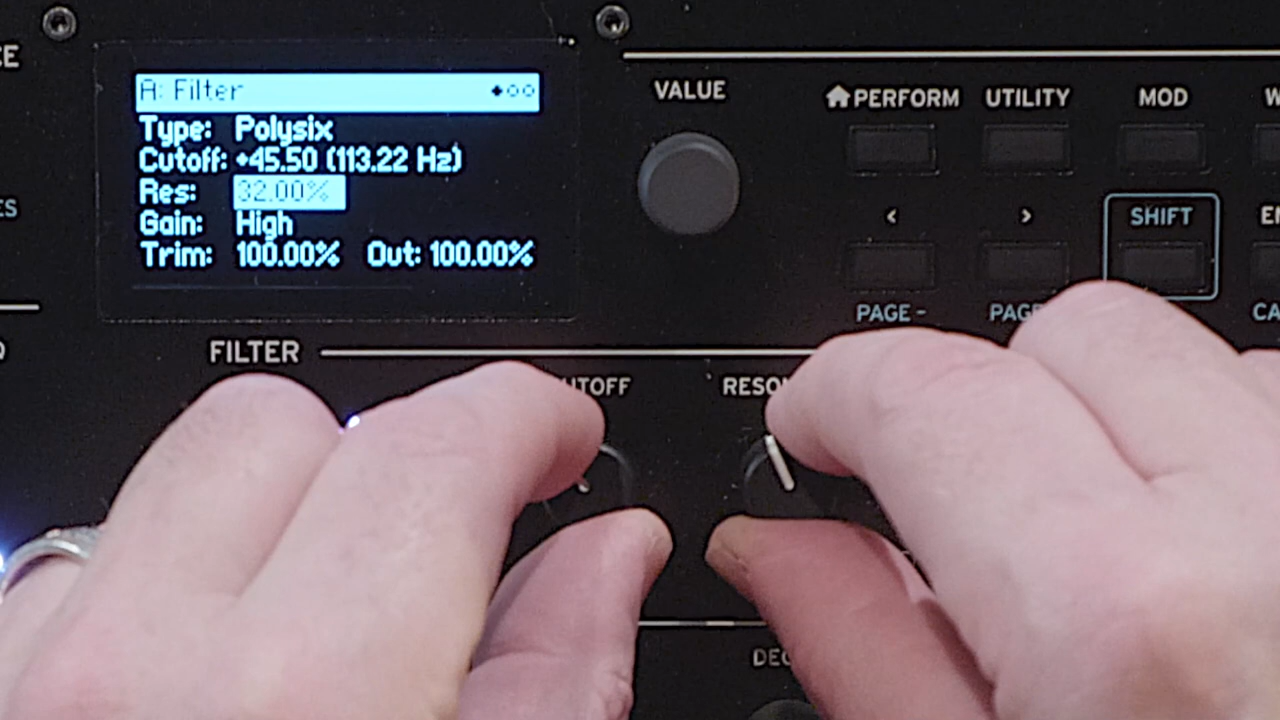 A: Filter
Type: Polysix
Cutoff: +45.50 (113.22 Hz)
Res: 32.00%
Gain: High
Trim: 100.00% Out: 100.00%
VALUE
PERFORM UTILITY MOD
< > SHIFT
PAGE -
FILTER